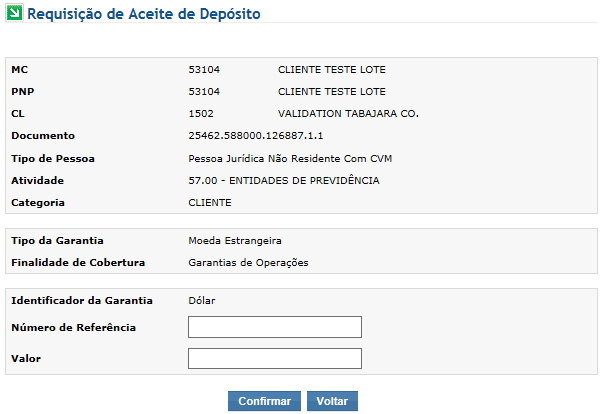 Requisição de Aceite de Depósito
MC 53104 CLIENTE TESTE LOTE
PNP 53104 CLIENTE TESTE LOTE
CL 1502 VALIDATION TABAJARA CO.
Documento 25462.588000.126887.1.1
Tipo de Pessoa Pessoa Jurídica Não Residente Com CVM
Atividade 57.00 - ENTIDADES DE PREVIDÊNCIA
Categoria CLIENTE
Tipo da Garantia Moeda Estrangeira
Finalidade de Cobertura Garantias de Operações
Identificador da Garantia Dólar
Número de Referência
Valor
Confirmar Voltar